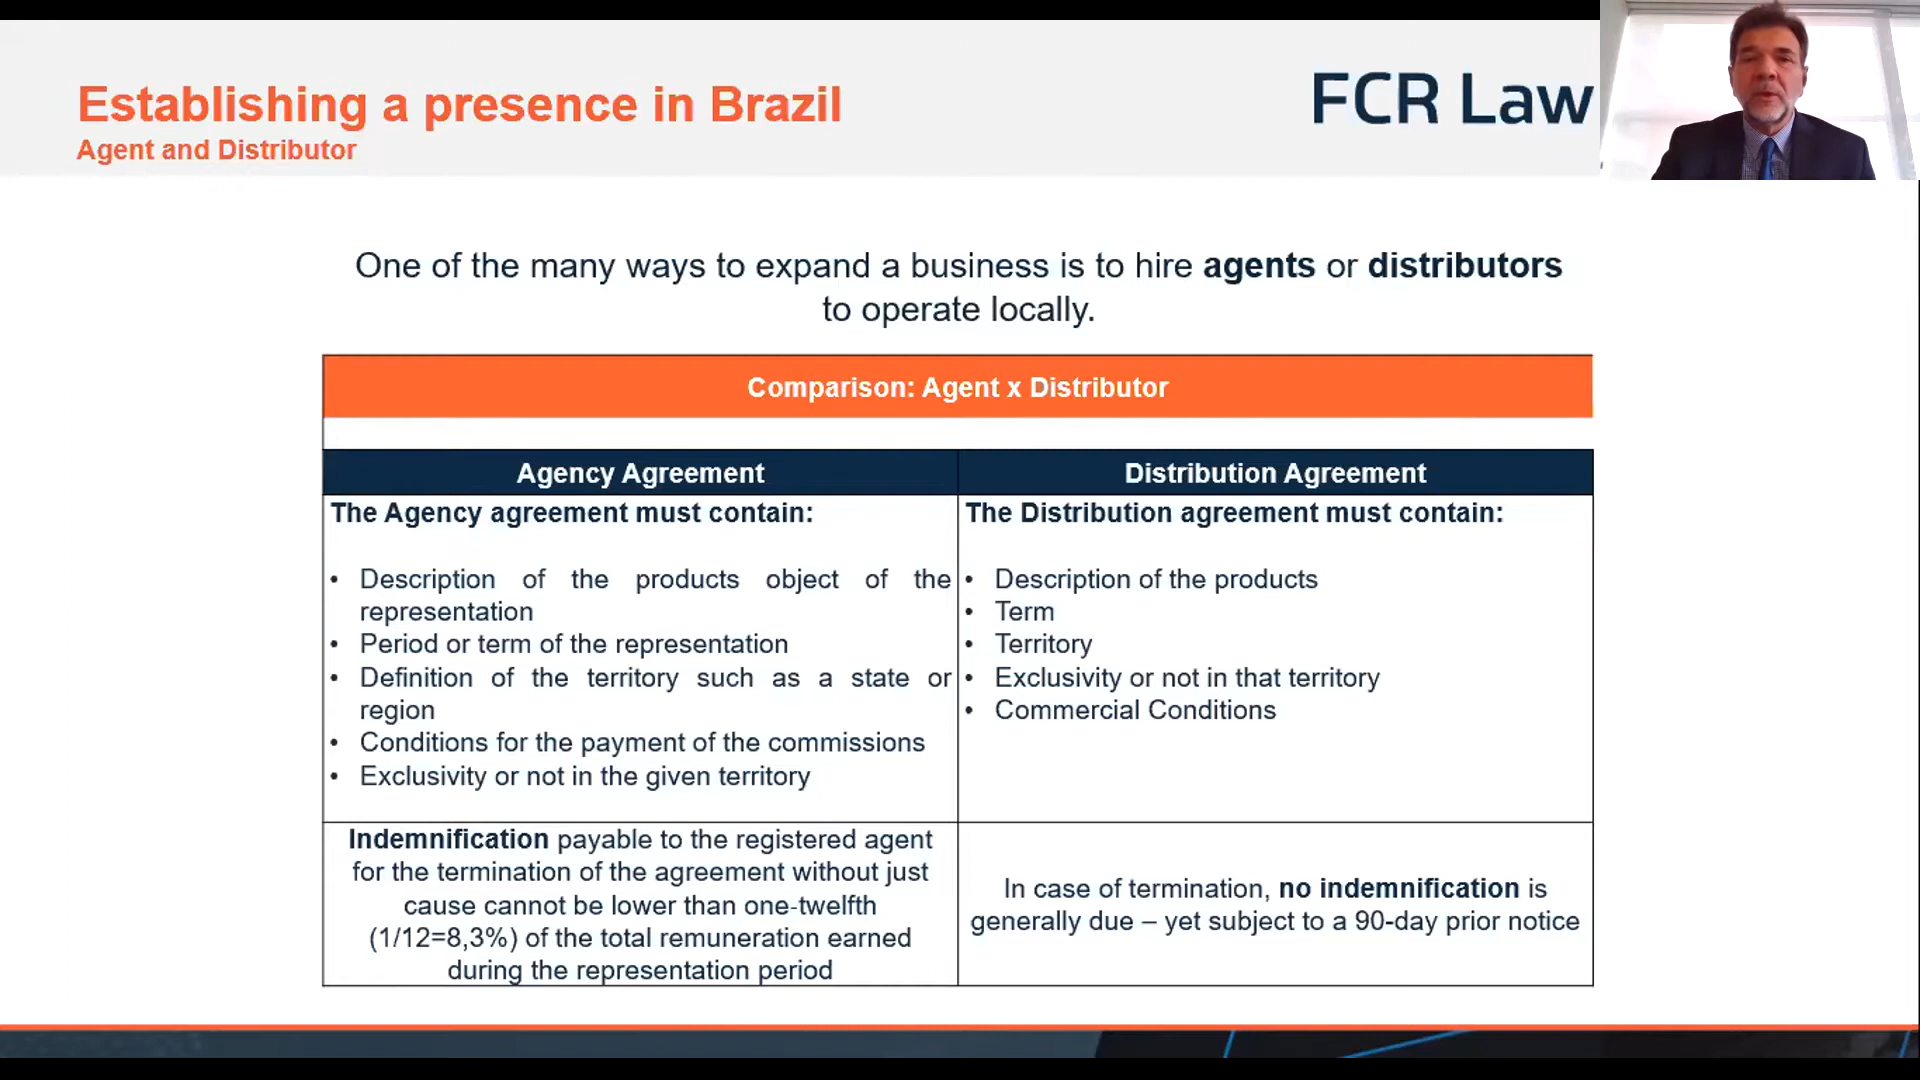 Establishing a presence in Brazil
Agent and Distributor
FCR Law
One of the many ways to expand a business is to hire agents or distributors
to operate locally.
Comparison: Agent x Distributor
Agency Agreement
Distribution Agreement
The Agency agreement must contain:
• Description of the products object of the
representation
• Period or term of the representation
• Definition of the territory such as a state or
region
• Conditions for the payment of the commissions
• Exclusivity or not in the given territory
The Distribution agreement must contain:
• Description of the products
• Term
• Territory
• Exclusivity or not in that territory
• Commercial Conditions
Indemnification payable to the registered agent
for the termination of the agreement without just
cause cannot be lower than one-twelfth
(1/12=8,3%) of the total remuneration earned
during the representation period
In case of termination, no indemnification is
generally due – yet subject to a 90-day prior notice